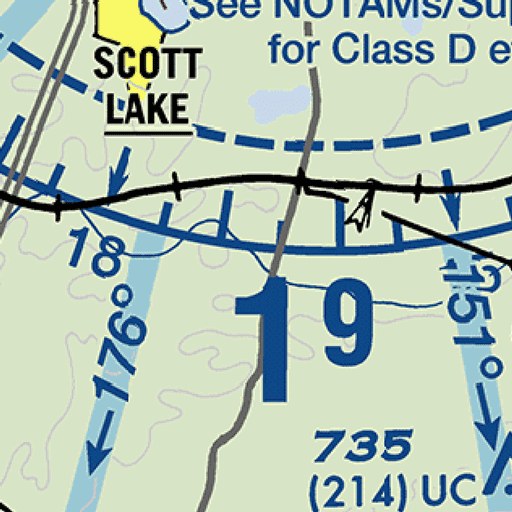 See NOTAMs/Su
for Class D e
SCOTT
LAKE
18
176°
19
151°
735
(214) UC